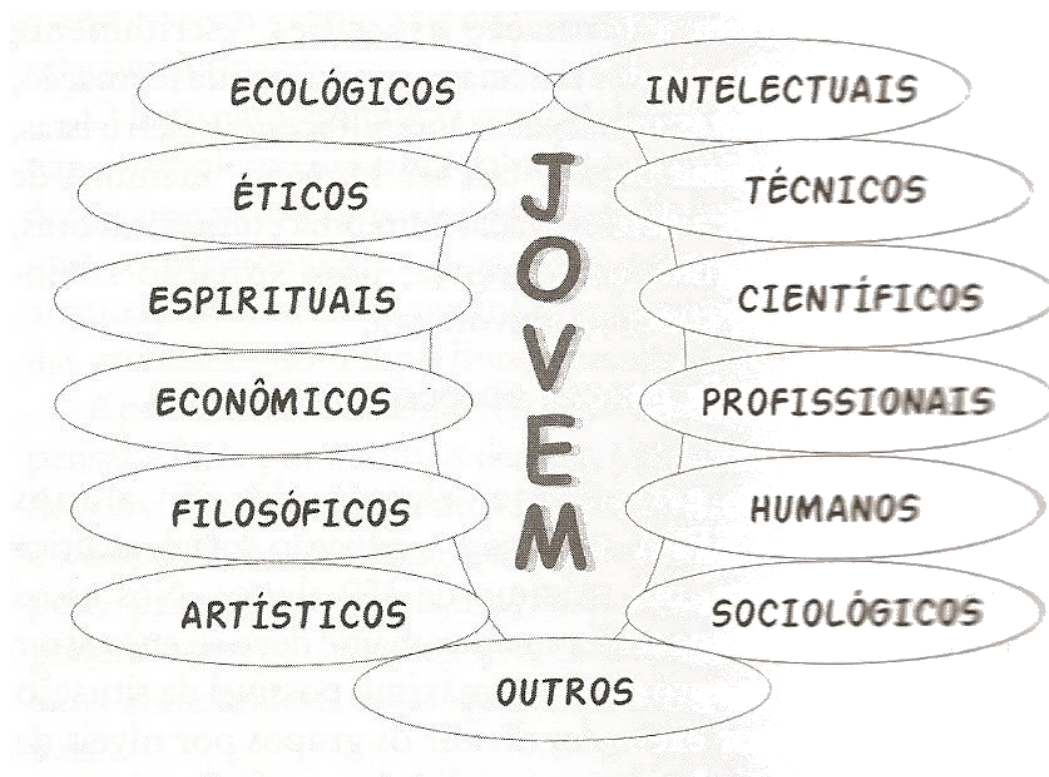 ECOLÓGICOS
INTELECTUAIS
ÉTICOS
TÉCNICOS
ESPIRITUAIS
CIENTÍFICOS
ECONÔMICOS
PROFISSIONAIS
FILOSÓFICOS
HUMANOS
ARTÍSTICOS
SOCIOLÓGICOS
OUTROS
JOVEM